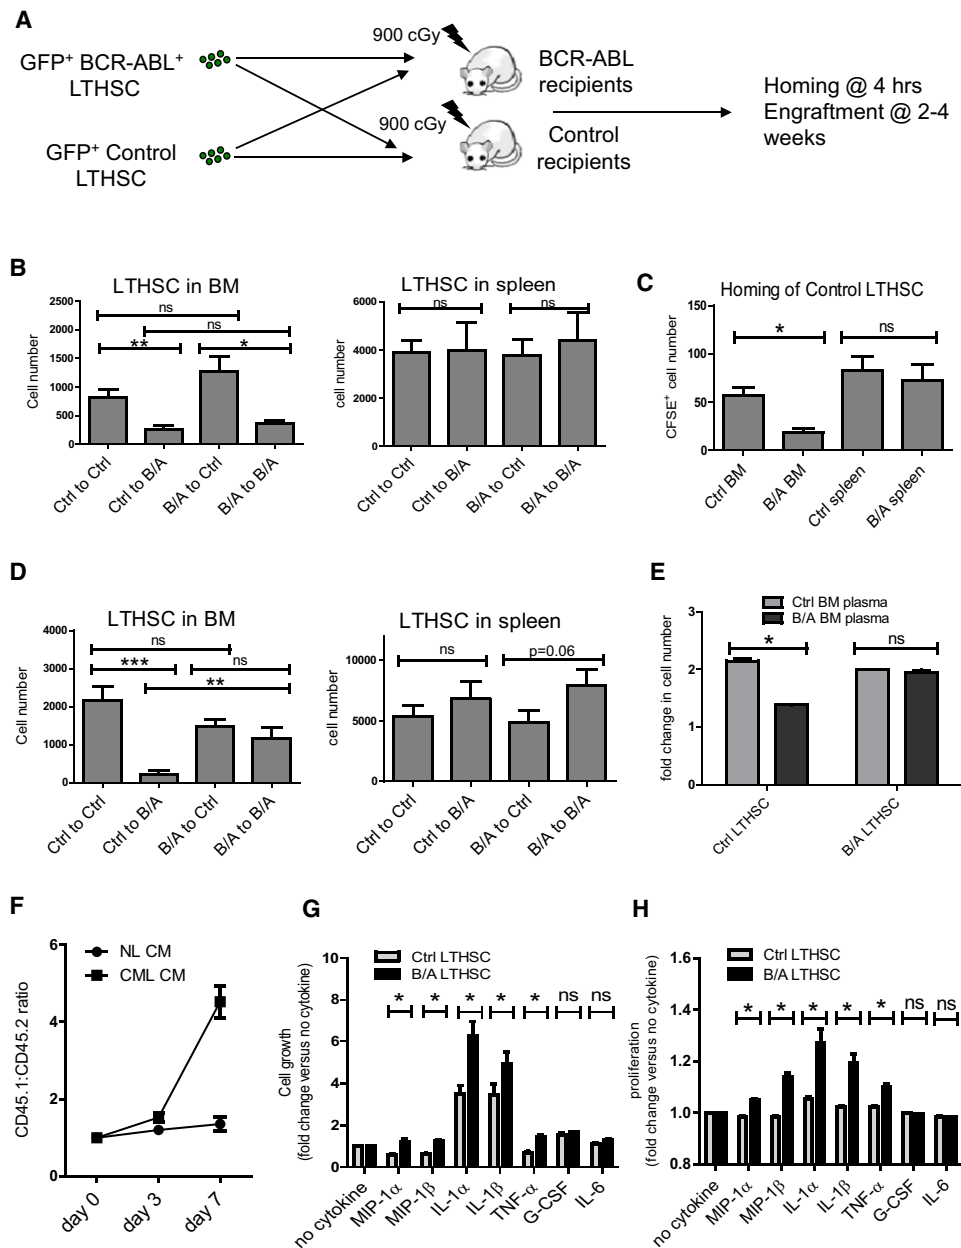 A
GFP+ BCR-ABL+
LTHSC
GFP+ Control
LTHSC
900 cGy
900 cGy
BCR-ABL
recipients
Control
recipients
Homing @ 4 hrs
Engraftment @ 2-4
weeks
B
LTHSC in BM
Cell number
2500
2000
1500
1000
500
0
ns
ns
**
*
Ctrl to Ctrl
Ctrl to B/A
B/A to Ctrl
B/A to B/A
LTHSC in spleen
cell number
6000
4000
2000
0
ns
ns
Ctrl to Ctrl
Ctrl to B/A
B/A to Ctrl
B/A to B/A
C
Homing of Control LTHSC
CFSE+ cell number
150
100
50
0
*
ns
Ctrl BM
B/A BM
Ctrl spleen
B/A spleen
D
LTHSC in BM
Cell number
4000
3000
2000
1000
0
ns
***
ns
**
Ctrl to Ctrl
Ctrl to B/A
B/A to Ctrl
B/A to B/A
LTHSC in spleen
cell number
10000
5000
0
ns
p=0.06
Ctrl to Ctrl
Ctrl to B/A
B/A to Ctrl
B/A to B/A
E
Ctrl BM plasma
B/A BM plasma
fold change in cell number
3
2
1
0
*
ns
Ctrl LTHSC
B/A LTHSC
F
NL CM
CML CM
CD45.1:CD45.2 ratio
6
4
2
0
day 0
day 3
day 7
G
Ctrl LTHSC
B/A LTHSC
Cell growth
(fold change versus no cytokine)
10
8
6
4
2
0
* * * * * ns ns
no cytokine
MIP-1α
MIP-1β
IL-1α
IL-1β
TNF-α
G-CSF
IL-6
H
Ctrl LTHSC
B/A LTHSC
proliferation
(fold change versus no cytokine)
1.6
1.4
1.2
1.0
0.8
* * * * * ns ns
no cytokine
MIP-1α
MIP-1β
IL-1α
IL-1β
TNF-α
G-CSF
IL-6